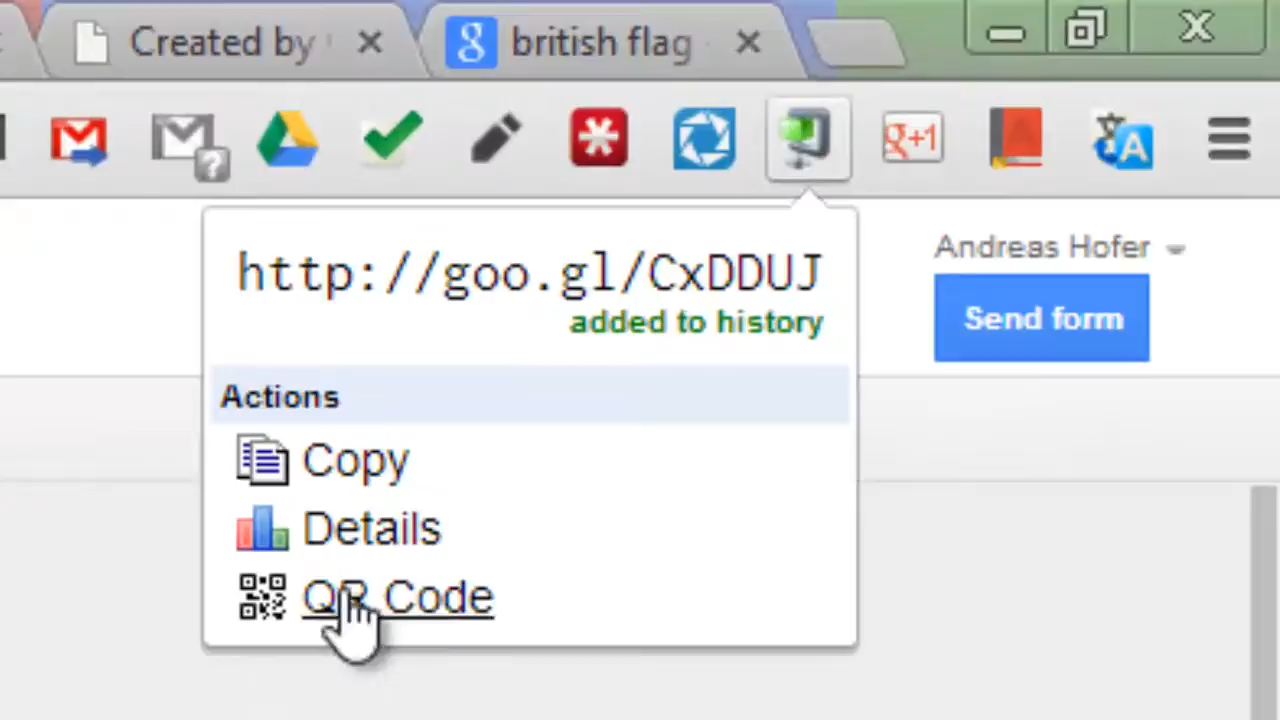 Created by
british flag
g+1
A
http://goo.gl/CxDDUJ
added to history
Andreas Hofer
Send form
Actions
Copy
Details
QR Code